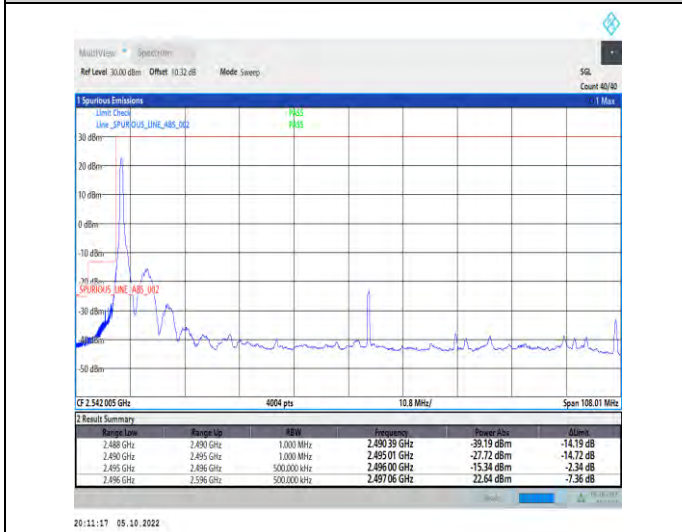 MultiView Spectrum
Ref Level 30.00 dBm Offset 10.32 dB Mode Sweep SGL
Count 40/40
1 Spurious Emissions 1 Max
Limit Check PASS
Line _SPURIOUS_LINE_ABS_002 PASS
30 dBm
20 dBm
10 dBm
0 dBm
-10 dBm
-20 dBm
_SPURIOUS_LINE_ABS_002
-30 dBm
-40 dBm
-50 dBm
CF 2.542 005 GHz 4004 pts 10.8 MHz/ Span 108.01 MHz
2 Result Summary
Range Low Range Up RBW Frequency Power Abs ΔLimit
2.488 GHz 2.490 GHz 1.000 MHz 2.490 39 GHz -39.19 dBm -14.19 dB
2.490 GHz 2.495 GHz 1.000 MHz 2.495 01 GHz -27.72 dBm -14.72 dB
2.495 GHz 2.496 GHz 500.000 kHz 2.496 00 GHz -15.34 dBm -2.34 dB
2.496 GHz 2.596 GHz 500.000 kHz 2.497 06 GHz 22.64 dBm -7.36 dB
20:11:17 05.10.2022